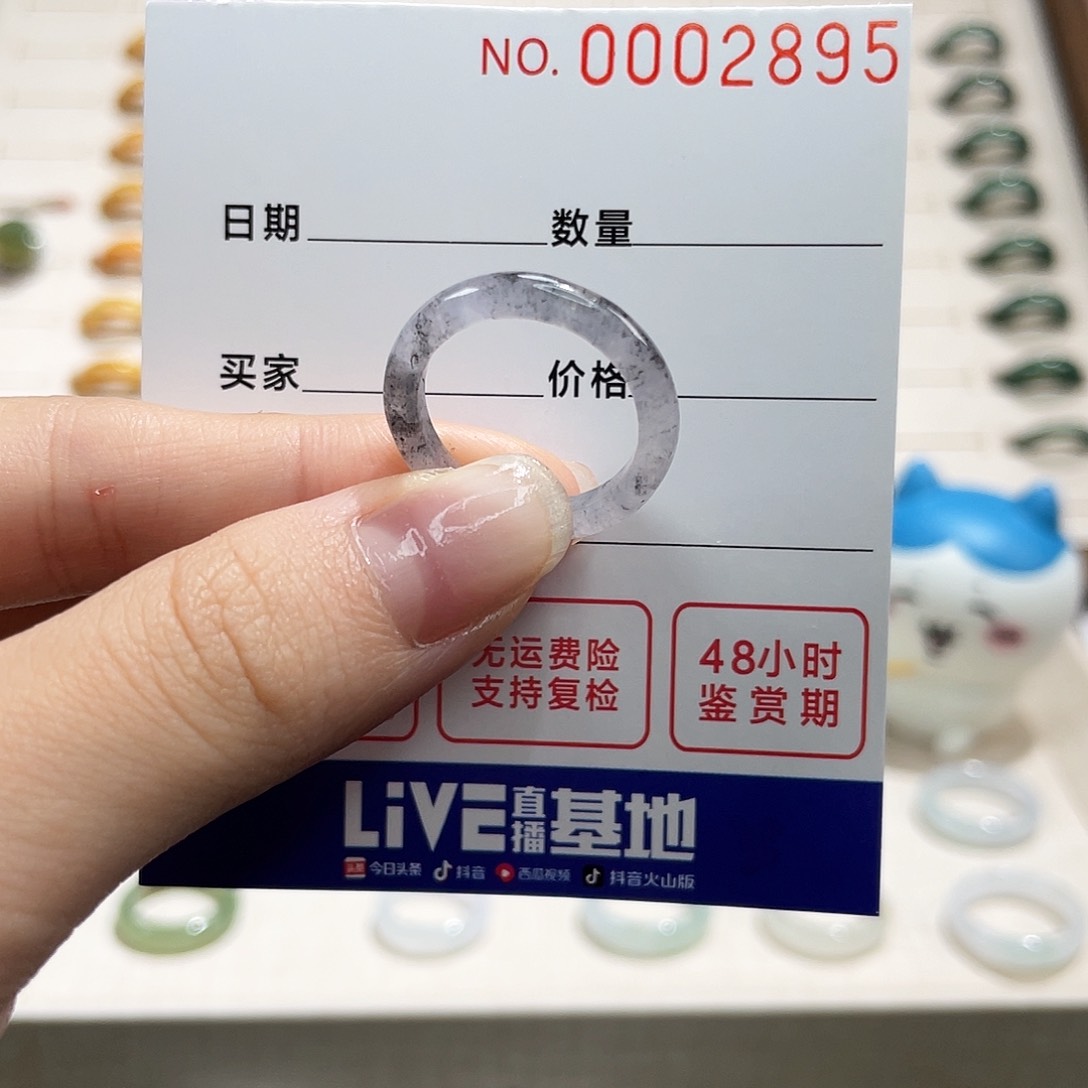 NO. 0002895
日期 数量
买家 价格
无运费险
支持复检
48小时
鉴赏期
LiVE直播基地
今日头条 抖音 西瓜视频 抖音火山版